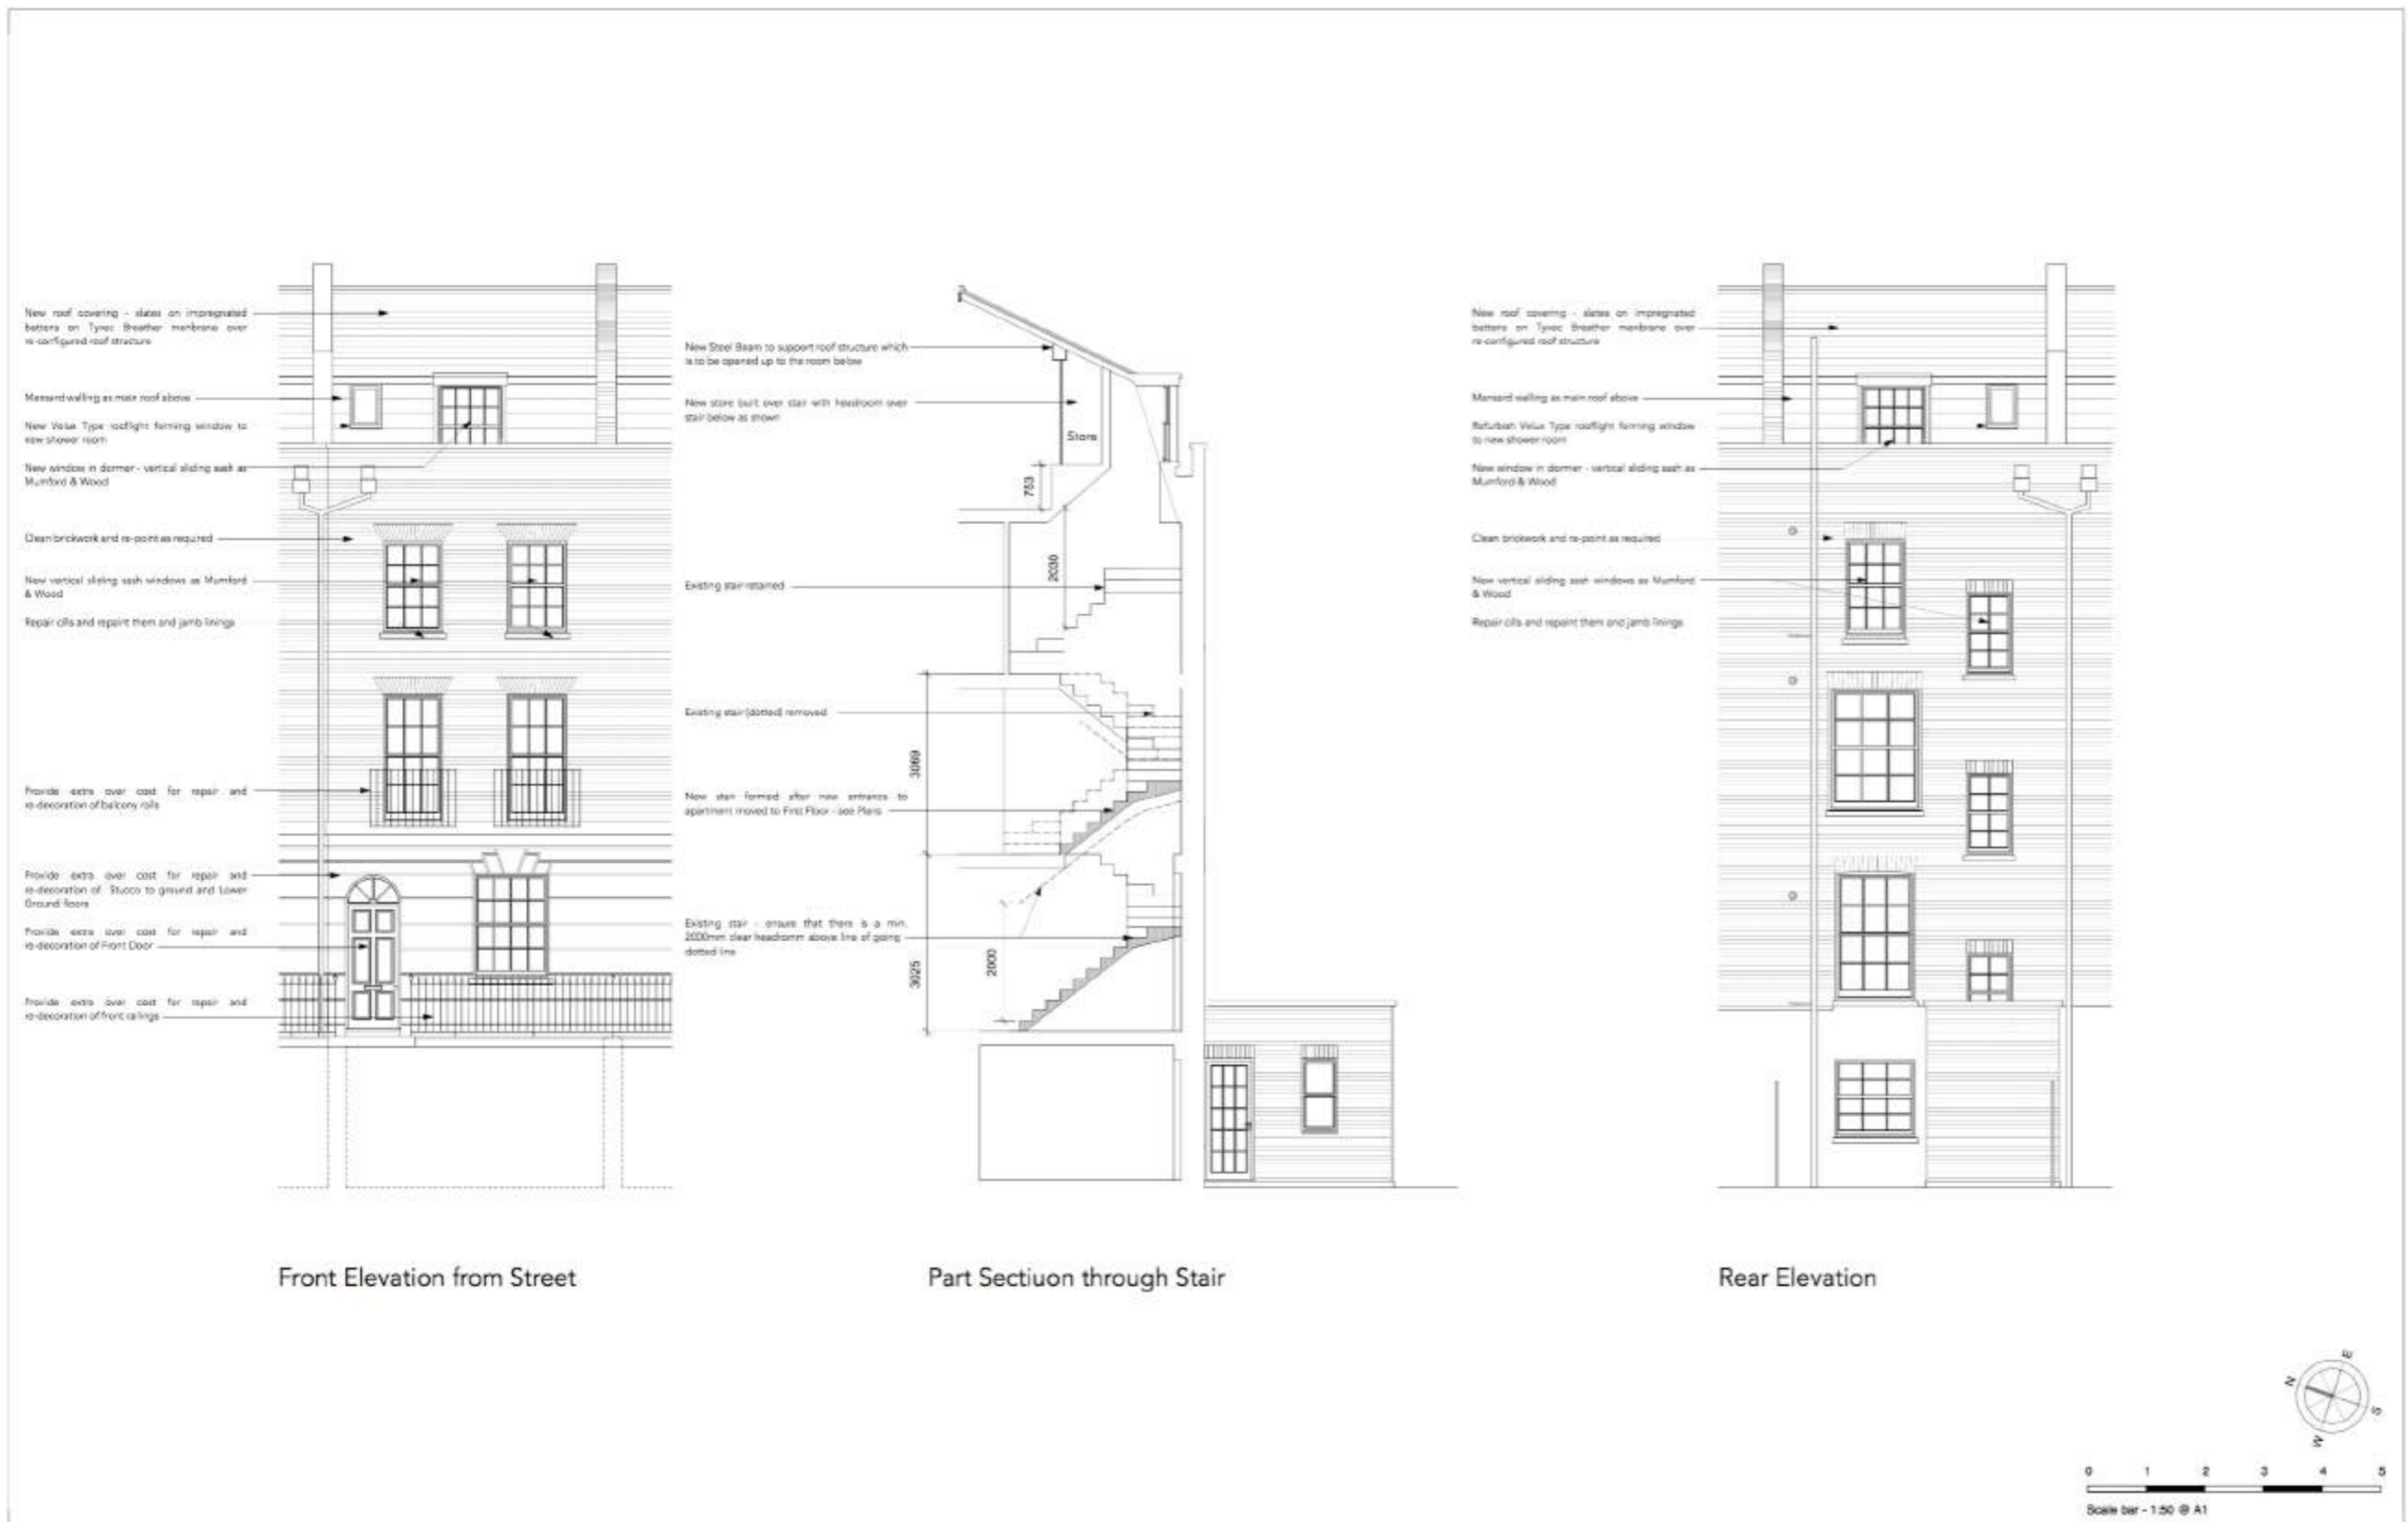 New roof covering - slates on impregnated
battens on Tyvec Breather menbrane over
re-configured roof structure
Mansard walling as main roof above
New Velux Type rooflight forming window to
new shower room
New window in dormer - vertical sliding sash as
Mumford & Wood
Clean brickwork and re-point as required
New vertical sliding sash windows as Mumford
& Wood
Repair cills and repaint them and jamb linings
Provide extra over cost for repair and
re-decoration of balcony rails
Provide extra over cost for repair and
re-decoration of Stucco to ground and Lower
Ground floors
Provide extra over cost for repair and
re-decoration of Front Door
Provide extra over cost for repair and
re-decoration of front railings
Front Elevation from Street
New Steel Beam to support roof structure which
is to be opened up to the room below
New store built over stair with headroom over
stair below as shown
Store
753
2030
Existing stair retained
Existing stair (dotted) removed
3069
New stair formed after new entrance to
apartment moved to First Floor - see Plans
Existing stair - ensure that there is a min.
2000mm clear headromm above line of going
dotted line
2000
3025
Part Sectiuon through Stair
New roof covering - slates on impregnated
battens on Tyvec Breather menbrane over
re-configured roof structure
Mansard walling as main roof above
Refurbish Velux Type rooflight forming window
to new shower room
New window in dormer - vertical sliding sash as
Mumford & Wood
Clean brickwork and re-point as required
New vertical sliding sash windows as Mumford
& Wood
Repair cills and repaint them and jamb linings
Rear Elevation
N
E
S
W
0 1 2 3 4 5
Scale bar - 1:50 @ A1